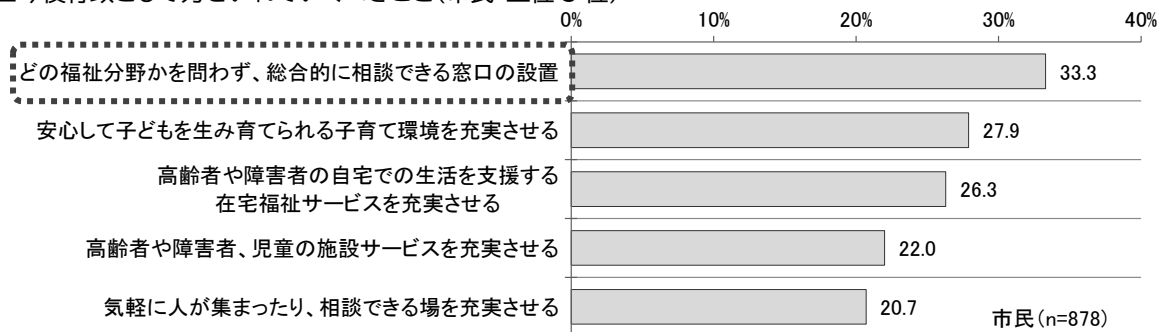 0% 10% 20% 30% 40%
どの福祉分野かを問わず、総合的に相談できる窓口の設置 33.3
安心して子どもを生み育てられる子育て環境を充実させる 27.9
高齢者や障害者の自宅での生活を支援する
在宅福祉サービスを充実させる 26.3
高齢者や障害者、児童の施設サービスを充実させる 22.0
気軽に人が集まったり、相談できる場を充実させる 20.7
市民(n=878)